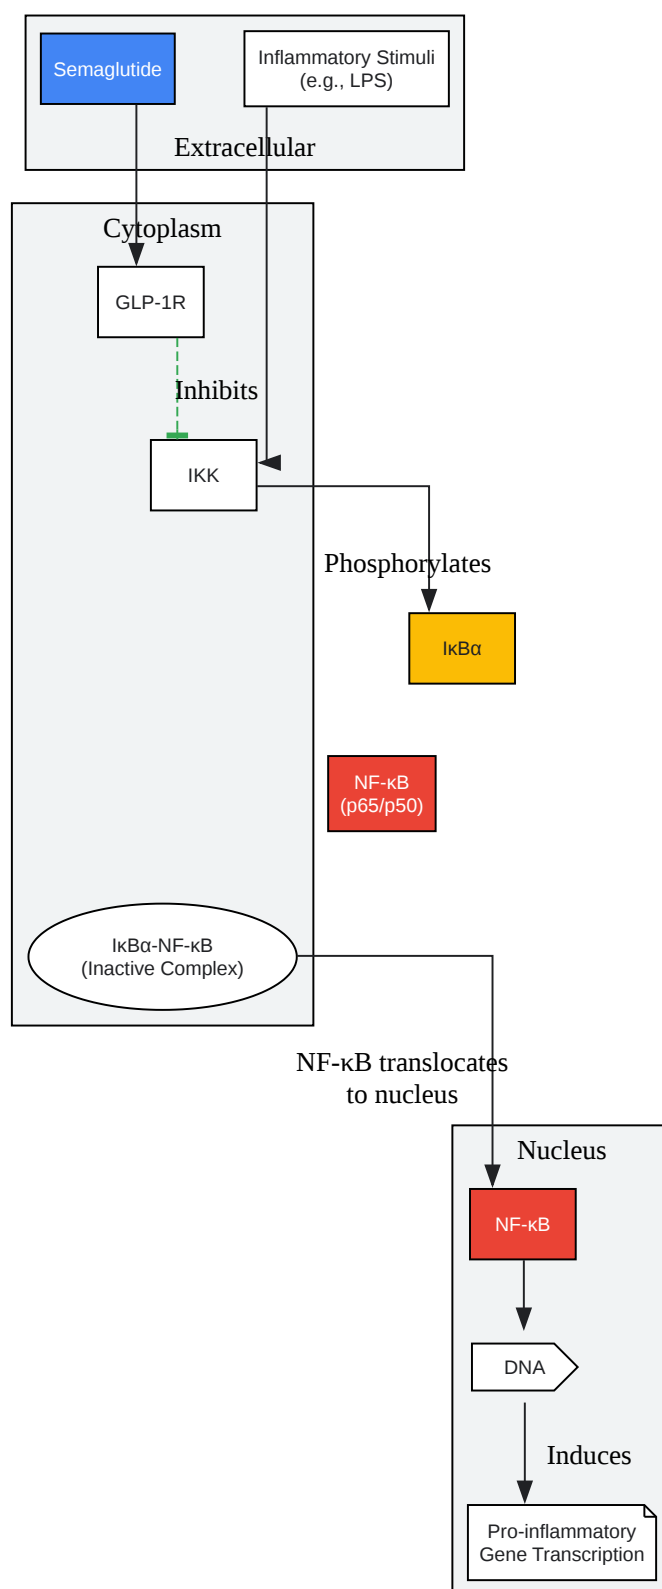 Semaglutide
Inflammatory Stimuli
(e.g., LPS)
Extracellular
Cytoplasm
GLP-1R
Inhibits
IKK
Phosphorylates
IκBα
NF-κB
(p65/p50)
IκBα-NF-κB
(Inactive Complex)
NF-κB translocates
to nucleus
Nucleus
NF-κB
DNA
Induces
Pro-inflammatory
Gene Transcription